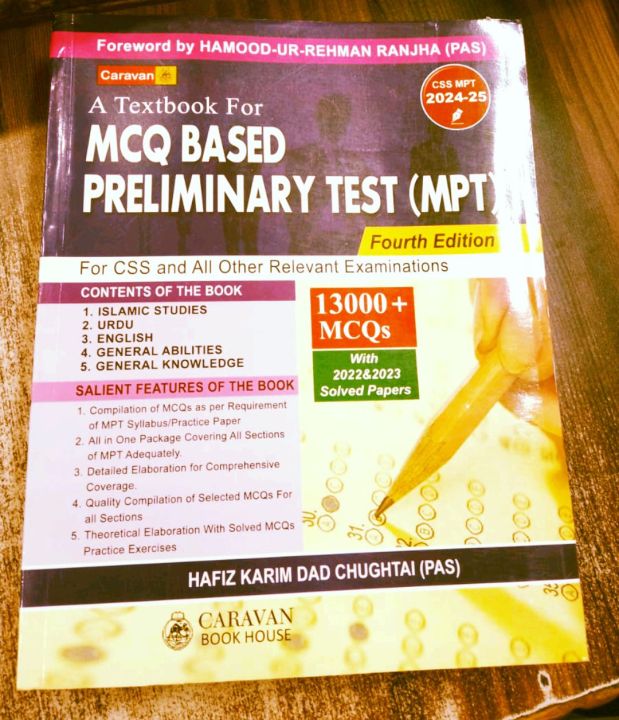 Foreword by HAMOOD-UR-REHMAN RANJHA (PAS)
Caravan
CSS MPT
2024-25
A Textbook For
MCQ BASED
PRELIMINARY TEST (MPT)
Fourth Edition
For CSS and All Other Relevant Examinations
CONTENTS OF THE BOOK
1. ISLAMIC STUDIES
2. URDU
3. ENGLISH
4. GENERAL ABILITIES
5. GENERAL KNOWLEDGE
13000+
MCQs
With
2022&2023
Solved Papers
SALIENT FEATURES OF THE BOOK
1. Compilation of MCQs as per Requirement
of MPT Syllabus/Practice Paper
2. All in One Package Covering All Sections
of MPT Adequately.
3. Detailed Elaboration for Comprehensive
Coverage.
4. Quality Compilation of Selected MCQs For
all Sections
5. Theoretical Elaboration With Solved MCQs
Practice Exercises
30.
31.
HAFIZ KARIM DAD CHUGHTAI (PAS)
CARAVAN
BOOK HOUSE